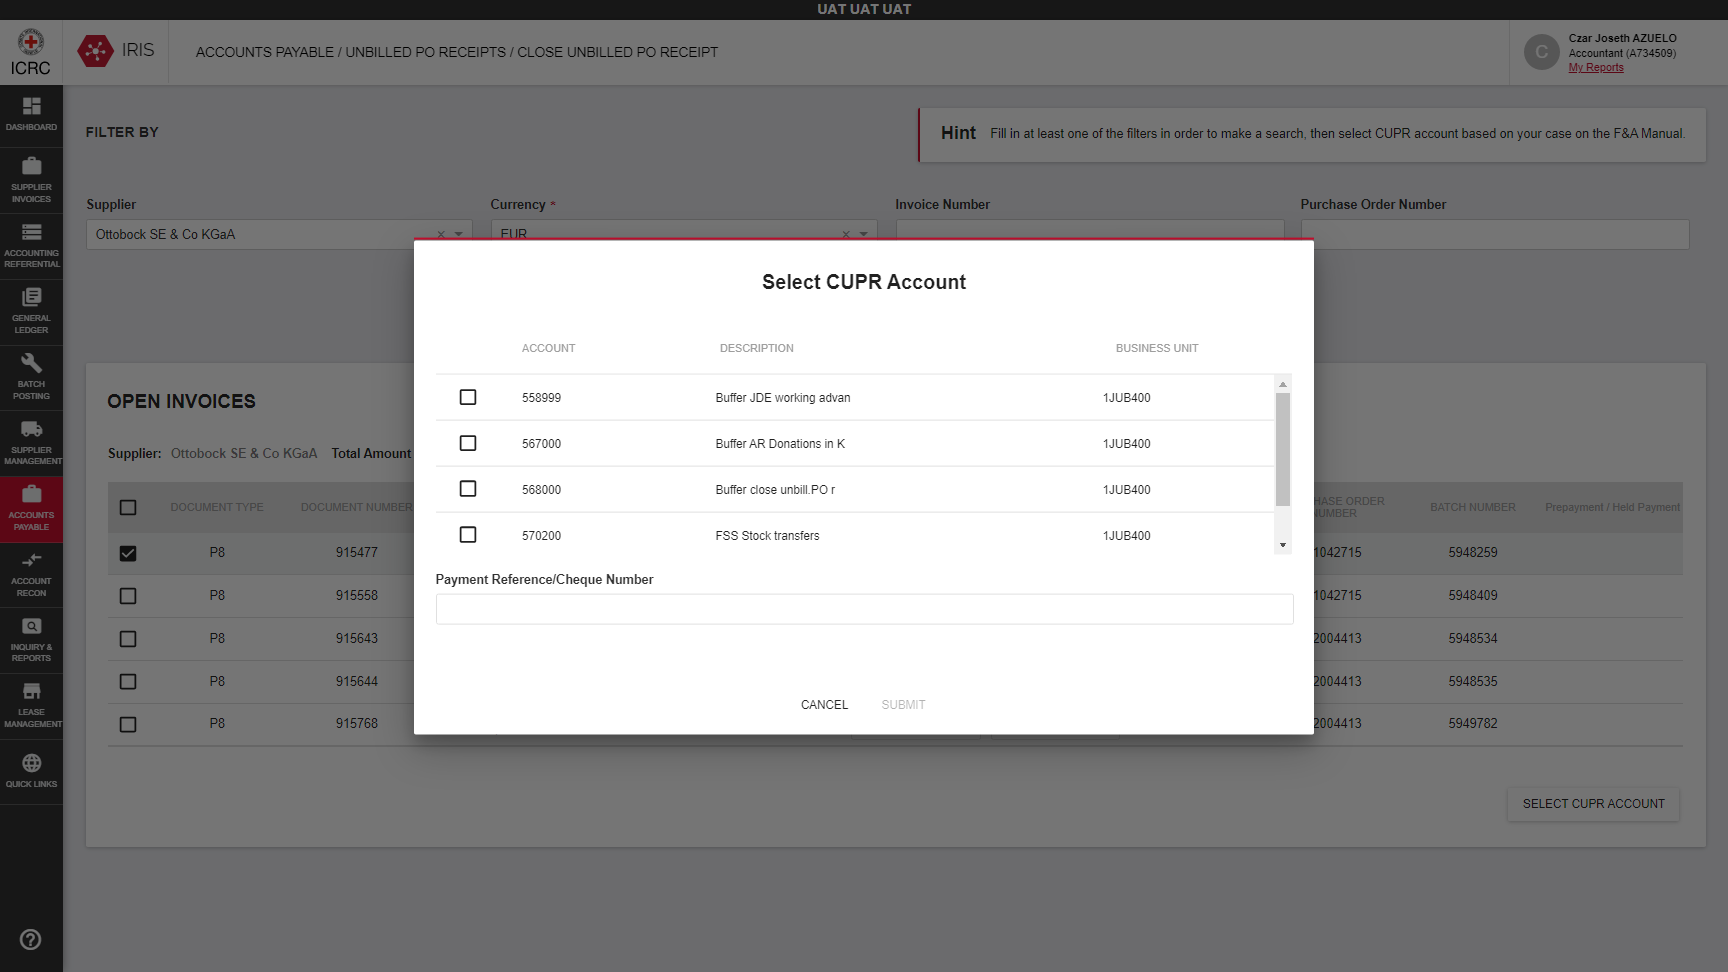 UAT UAT UAT
ICRC
IRIS
ACCOUNTS PAYABLE / UNBILLED PO RECEIPTS / CLOSE UNBILLED PO RECEIPT
C
Czar Joseth AZUELO
Accountant (A734509)
My Reports
DASHBOARD
SUPPLIER
INVOICES
ACCOUNTING
REFERENTIAL
GENERAL
LEDGER
BATCH
POSTING
SUPPLIER
MANAGEMENT
ACCOUNTS
PAYABLE
ACCOUNT
RECON
INQUIRY &
REPORTS
LEASE
MANAGEMENT
QUICK LINKS
FILTER BY
Hint Fill in at least one of the filters in order to make a search, then select CUPR account based on your case on the F&A Manual.
Supplier Currency * Invoice Number Purchase Order Number
Ottobock SE & Co KGaA EUR
Select CUPR Account
ACCOUNT DESCRIPTION BUSINESS UNIT
558999 Buffer JDE working advan 1JUB400
567000 Buffer AR Donations in K 1JUB400
568000 Buffer close unbill.PO r 1JUB400
570200 FSS Stock transfers 1JUB400
Payment Reference/Cheque Number
CANCEL SUBMIT
OPEN INVOICES
Supplier: Ottobock SE & Co KGaA Total Amount
DOCUMENT TYPE DOCUMENT NUMBER HASE ORDER
NUMBER BATCH NUMBER Prepayment / Held Payment
P8 915477 1042715 5948259
P8 915558 1042715 5948409
P8 915643 2004413 5948534
P8 915644 2004413 5948535
P8 915768 2004413 5949782
SELECT CUPR ACCOUNT